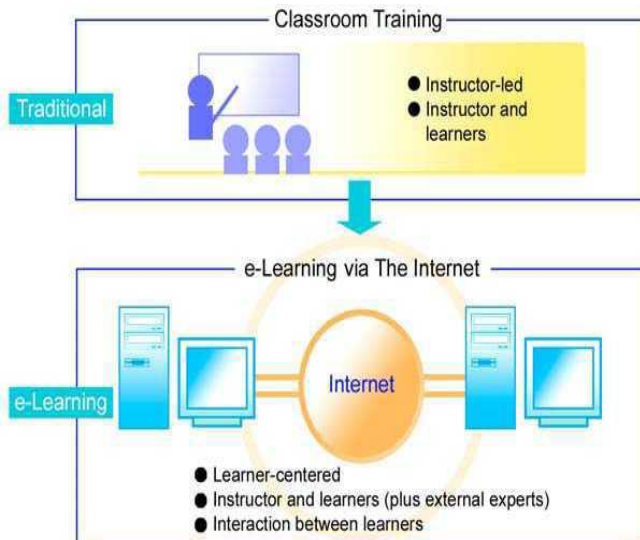 Classroom Training
Traditional
● Instructor-led
● Instructor and
learners
e-Learning via The Internet
Internet
e-Learning
● Learner-centered
● Instructor and learners (plus external experts)
● Interaction between learners